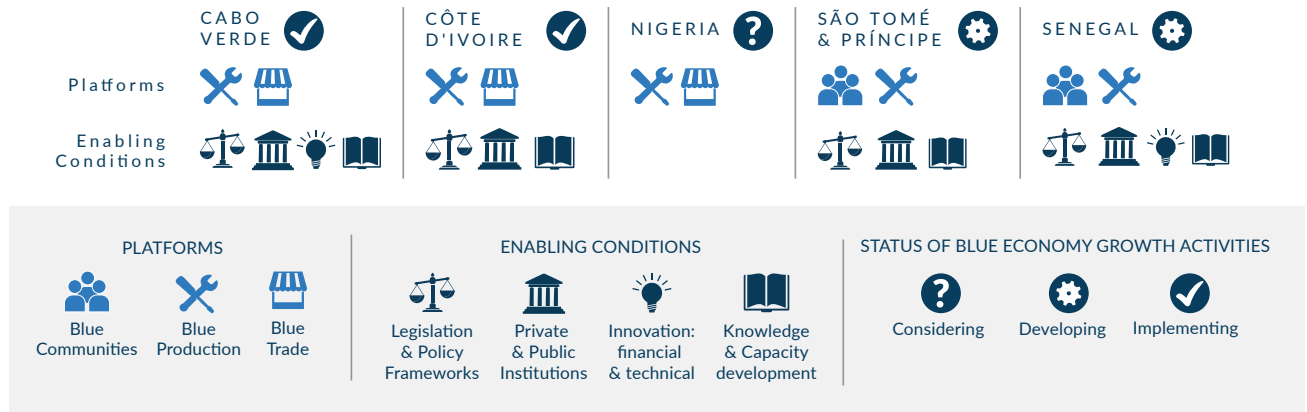 CABO
VERDE
CÔTE
D'IVOIRE
NIGERIA
SÃO TOMÉ
& PRÍNCIPE
SENEGAL
Platforms
Enabling
Conditions
PLATFORMS
Blue
Communities
Blue
Production
Blue
Trade
ENABLING CONDITIONS
Legislation
& Policy
Frameworks
Private
& Public
Institutions
Innovation:
financial
& technical
Knowledge
& Capacity
development
STATUS OF BLUE ECONOMY GROWTH ACTIVITIES
Considering
Developing
Implementing